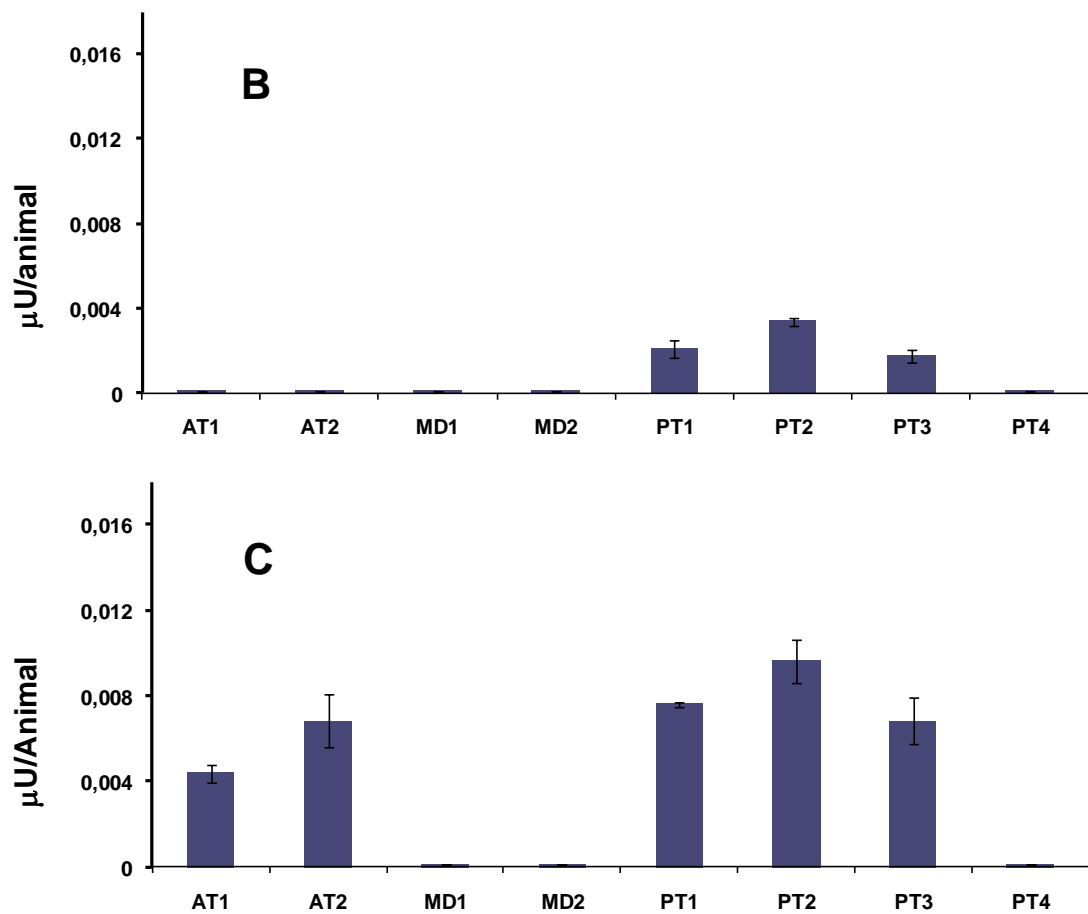 0,016
B
0,012
0,008
µU/animal
0,004
0
AT1 AT2 MD1 MD2 PT1 PT2 PT3 PT4
0,016
C
0,012
0,008
µU/Animal
0,004
0
AT1 AT2 MD1 MD2 PT1 PT2 PT3 PT4